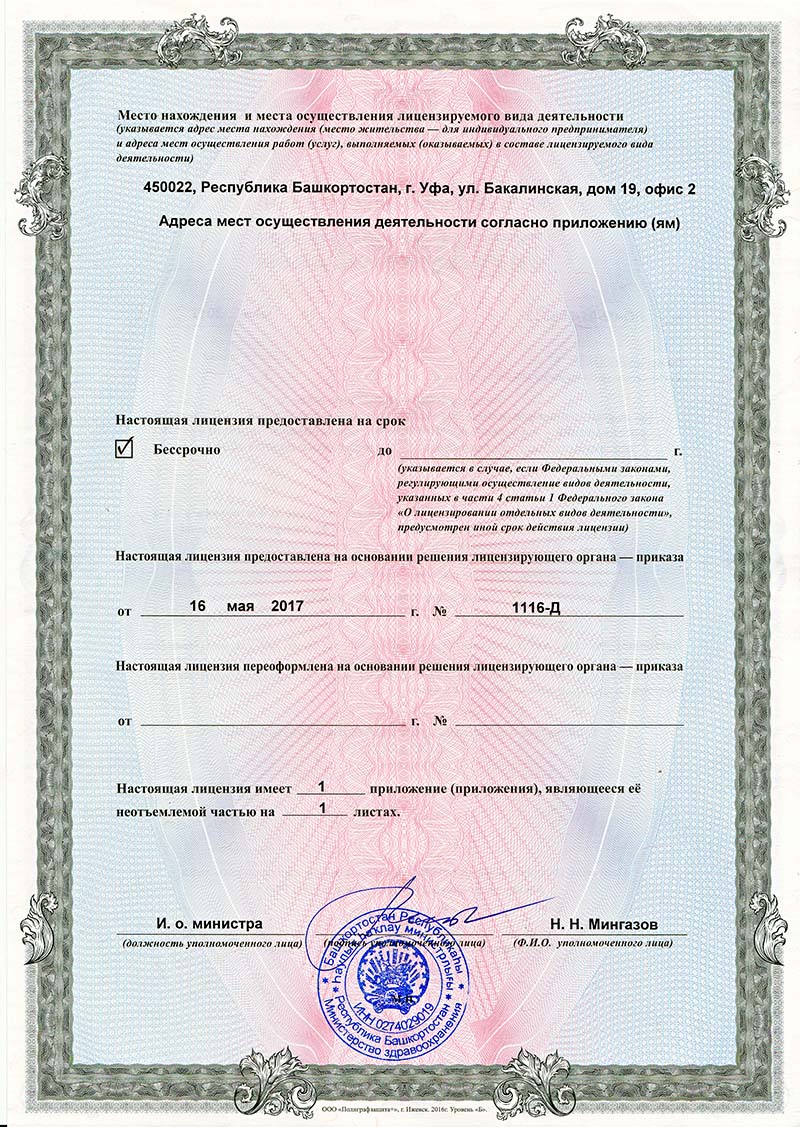 Место нахождения и места осуществления лицензируемого вида деятельности
(указывается адрес места нахождения (место жительства — для индивидуального предпринимателя)
и адреса мест осуществления работ (услуг), выполняемых (оказываемых) в составе лицензируемого вида
деятельности)
450022, Республика Башкортостан, г. Уфа, ул. Бакалинская, дом 19, офис 2
Адреса мест осуществления деятельности согласно приложению (ям)
Настоящая лицензия предоставлена на срок
Бессрочно до г.
(указывается в случае, если Федеральными законами,
регулирующими осуществление видов деятельности,
указанных в части 4 статьи 1 Федерального закона
«О лицензировании отдельных видов деятельности»,
предусмотрен иной срок действия лицензии)
Настоящая лицензия предоставлена на основании решения лицензирующего органа — приказа
от 16 мая 2017 г. № 1116-Д
Настоящая лицензия переоформлена на основании решения лицензирующего органа — приказа
от г. №
Настоящая лицензия имеет 1 приложение (приложения), являющееся её
неотъемлемой частью на 1 листах.
И. о. министра Н. Н. Мингазов
(должность уполномоченного лица) (подпись уполномоченного лица) (Ф.И.О. уполномоченного лица)
Башҡортостан Республикаһы
Һаулыҡ һаҡлау министрлығы
М.П.
ИНН 0274029019
Республика Башкортостан
Министерство здравоохранения
ООО «Полиграфзащита+», г. Ижевск. 2016г. Уровень «Б».